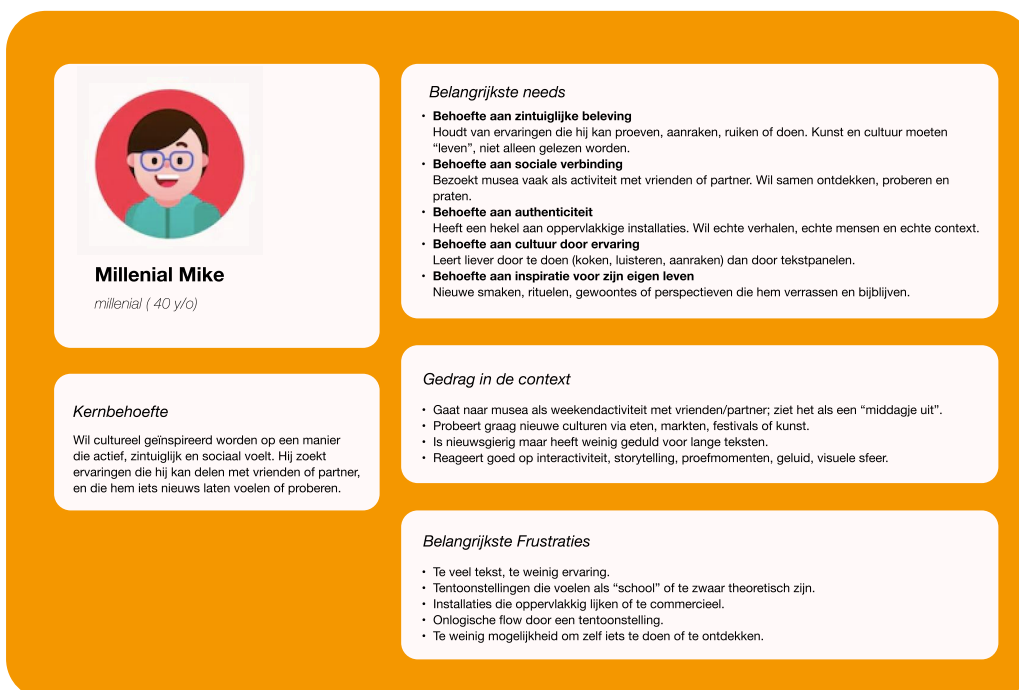 Millenial Mike
millenial ( 40 y/o)
Kernbehoefte
Wil cultureel geïnspireerd worden op een manier
die actief, zintuiglijk en sociaal voelt. Hij zoekt
ervaringen die hij kan delen met vrienden of partner,
en die hem iets nieuws laten voelen of proberen.
Belangrijkste needs
• Behoefte aan zintuiglijke beleving
Houdt van ervaringen die hij kan proeven, aanraken, ruiken of doen. Kunst en cultuur moeten
“leven”, niet alleen gelezen worden.
• Behoefte aan sociale verbinding
Bezoekt musea vaak als activiteit met vrienden of partner. Wil samen ontdekken, proberen en
praten.
• Behoefte aan authenticiteit
Heeft een hekel aan oppervlakkige installaties. Wil echte verhalen, echte mensen en echte context.
• Behoefte aan cultuur door ervaring
Leert liever door te doen (koken, luisteren, aanraken) dan door tekstpanelen.
• Behoefte aan inspiratie voor zijn eigen leven
Nieuwe smaken, rituelen, gewoontes of perspectieven die hem verrassen en bijblijven.
Gedrag in de context
• Gaat naar musea als weekendactiviteit met vrienden/partner; ziet het als een “middagje uit”.
• Probeert graag nieuwe culturen via eten, markten, festivals of kunst.
• Is nieuwsgierig maar heeft weinig geduld voor lange teksten.
• Reageert goed op interactiviteit, storytelling, proefmomenten, geluid, visuele sfeer.
Belangrijkste Frustraties
• Te veel tekst, te weinig ervaring.
• Tentoonstellingen die voelen als “school” of te zwaar theoretisch zijn.
• Installaties die oppervlakkig lijken of te commercieel.
• Onlogische flow door een tentoonstelling.
• Te weinig mogelijkheid om zelf iets te doen of te ontdekken.